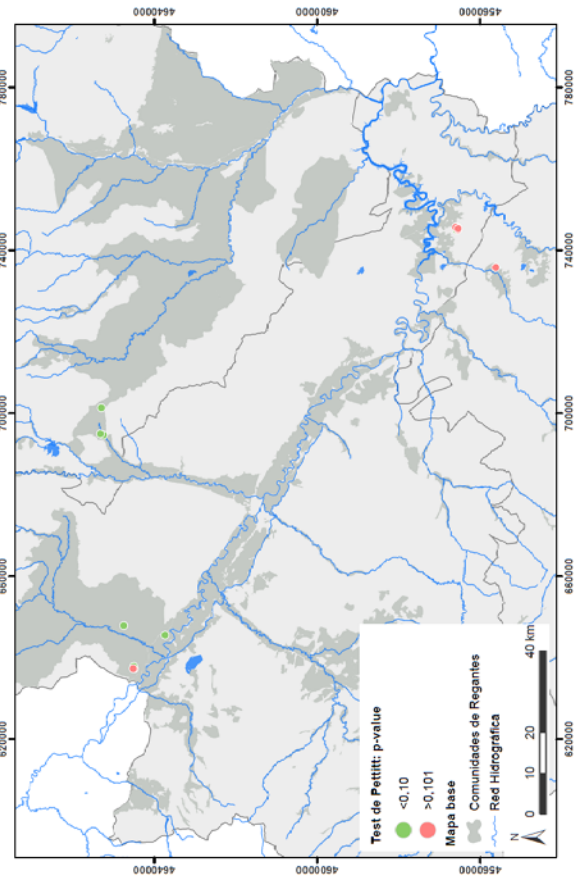 620000 660000 700000 740000 780000
4640000 4640000
4600000 4600000
Test de Pettitt: p-value
<0,10
>0,101
Mapa base
Comunidades de Regantes
Red Hidrográfica
4560000 4560000
N
0 10 20 40 km
620000 660000 700000 740000 780000